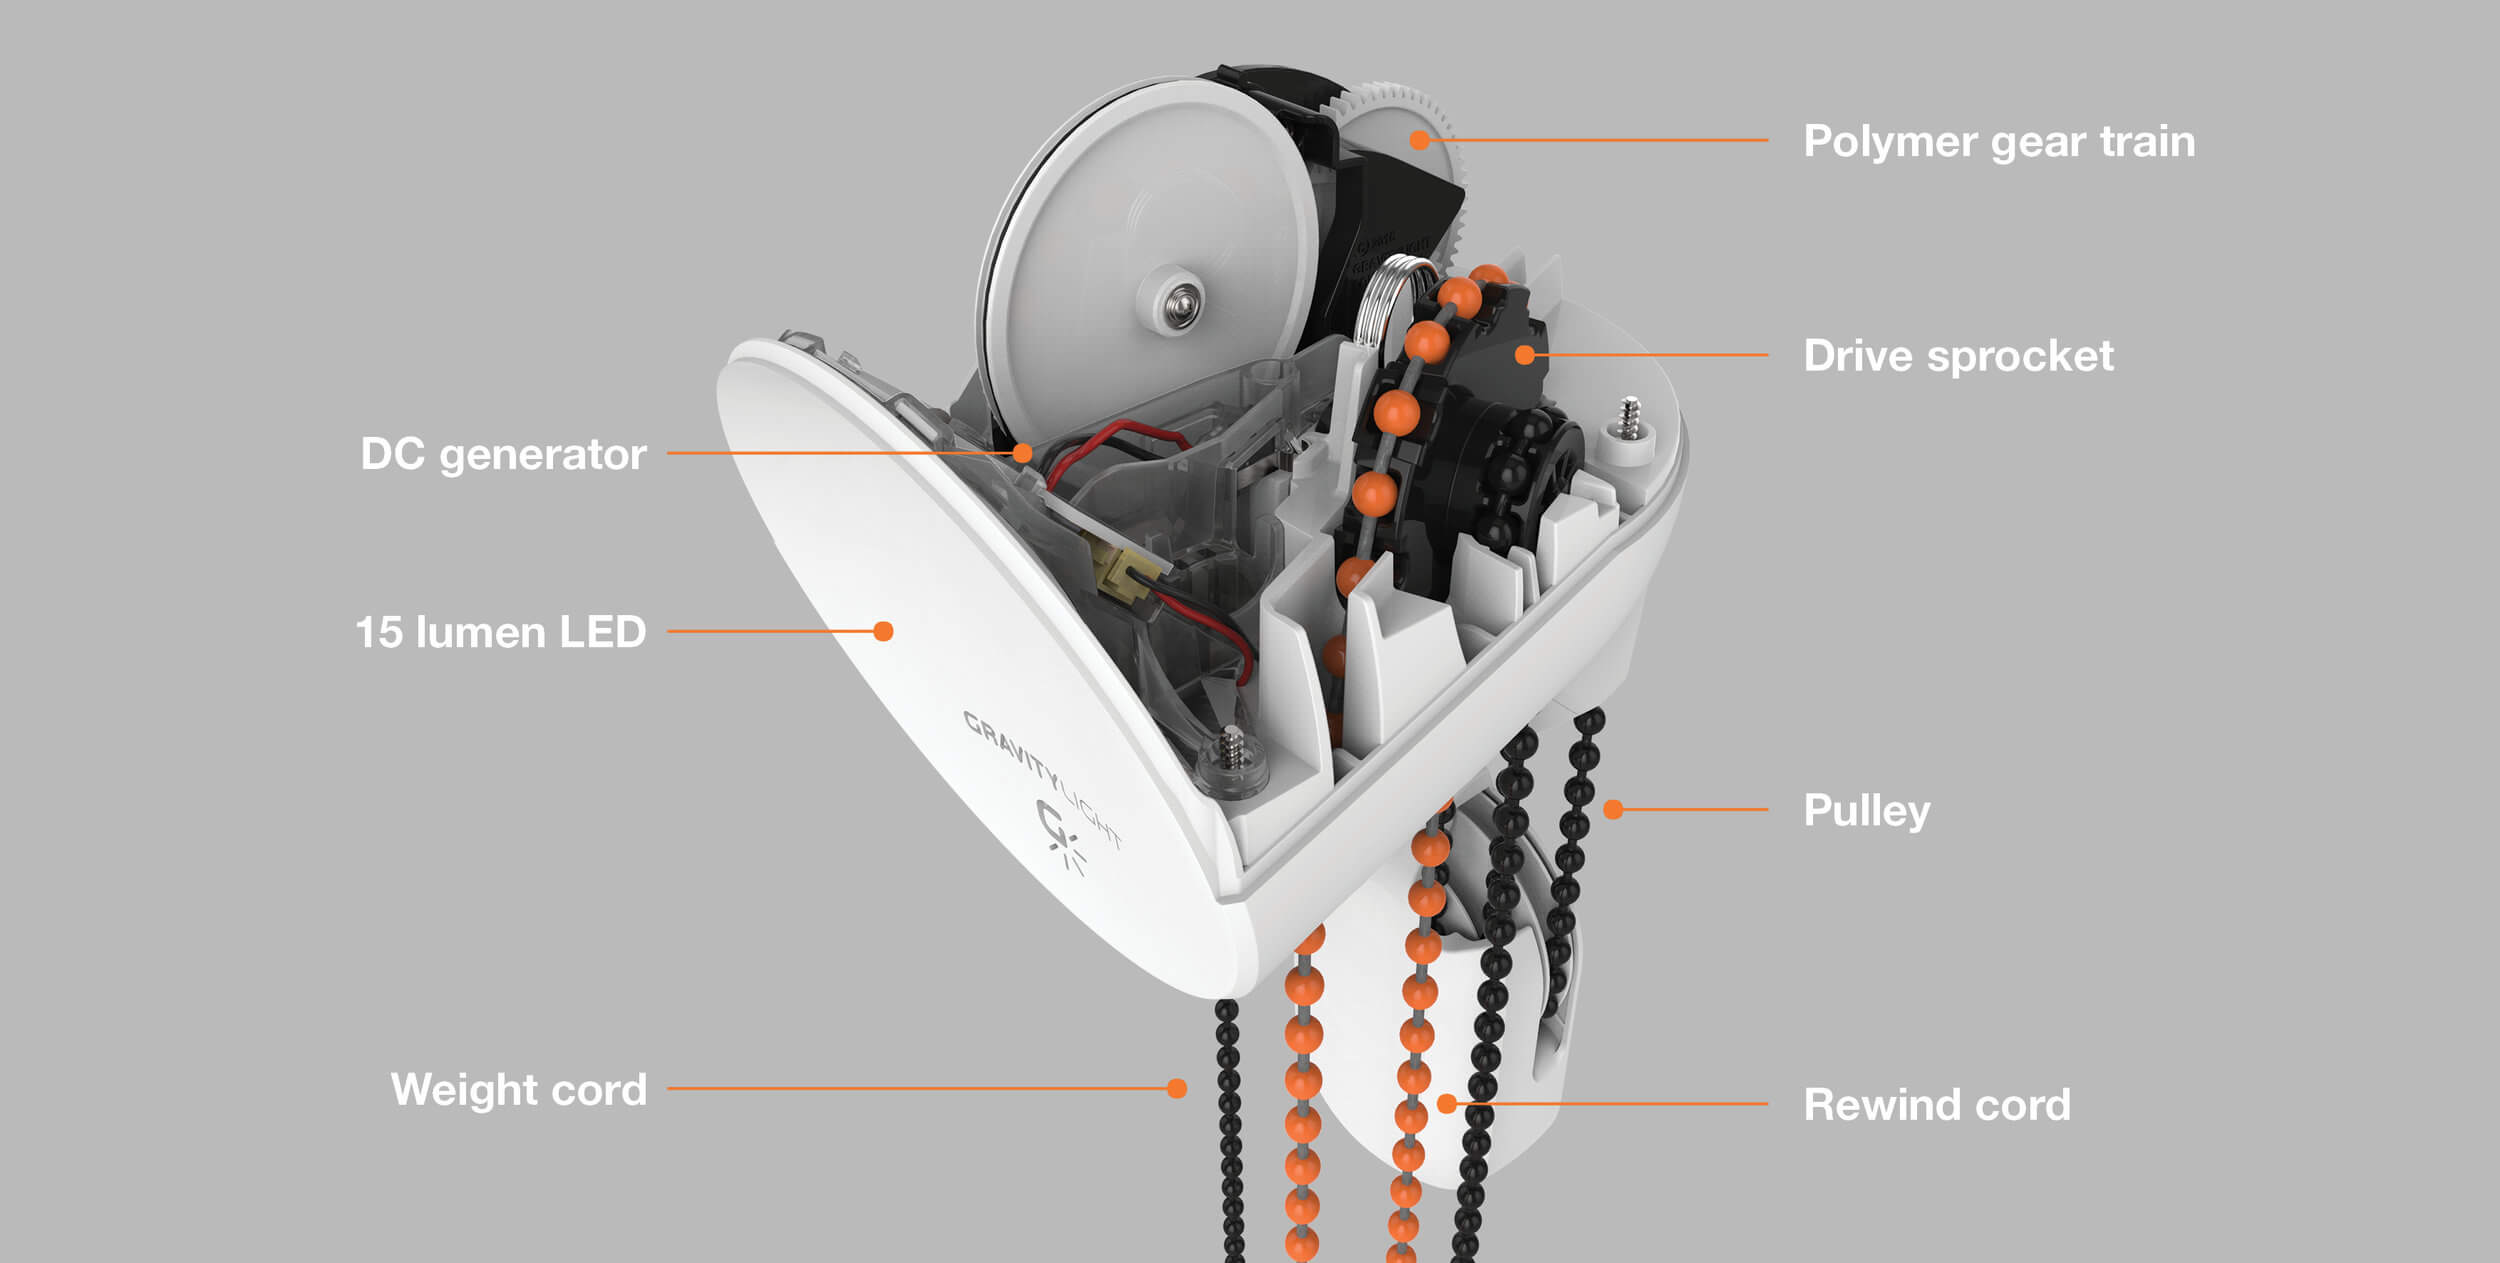 Polymer gear train
Drive sprocket
DC generator
15 lumen LED
GRAVITYLIGHT
Pulley
Weight cord
Rewind cord